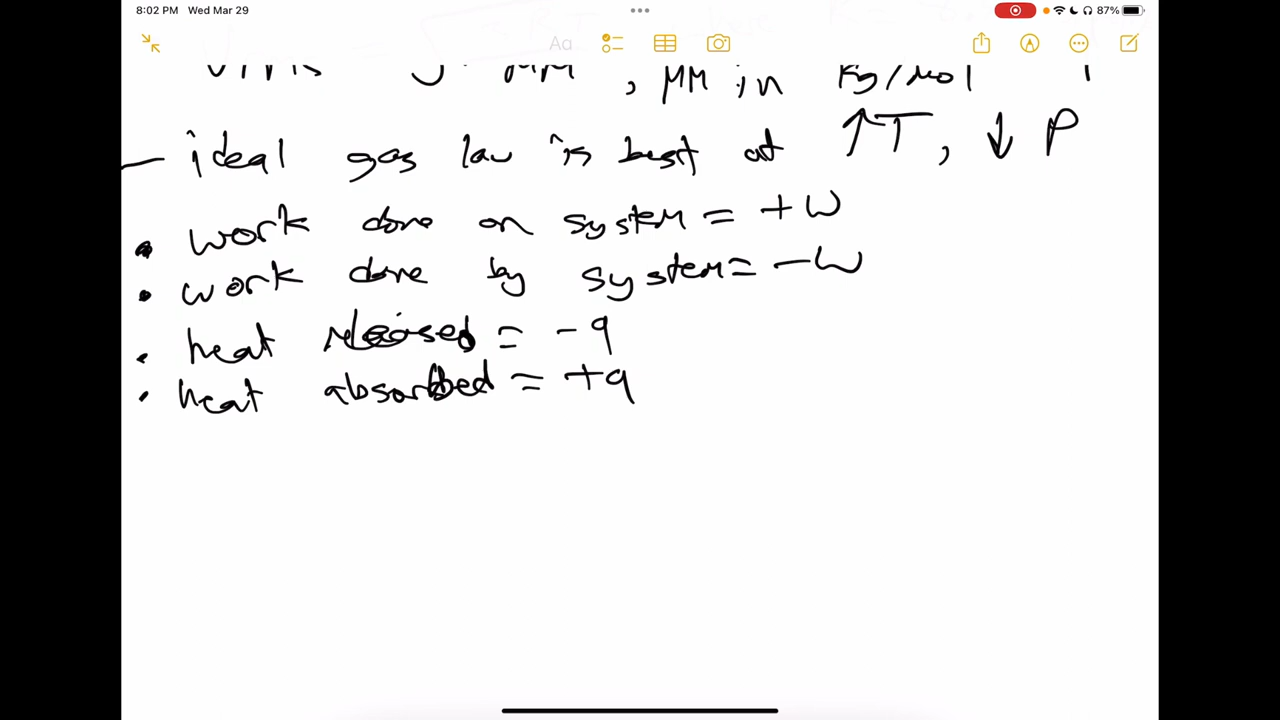 8:02 PM Wed Mar 29
87%
Aa
, MM in kg/mol
— ideal gas law is best at ↑T, ↓ P
• work done on system = +W
• work done by system = -W
• heat released = -q
• heat absorbed = +q